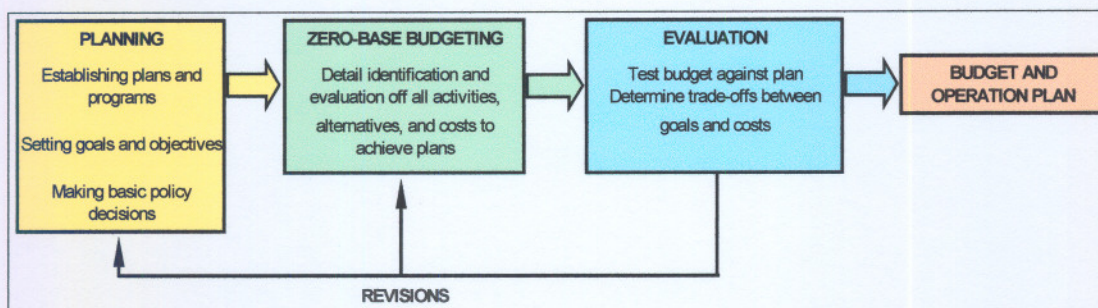 PLANNING
Establishing plans and
programs
Setting goals and objectives
Making basic policy
decisions
ZERO-BASE BUDGETING
Detail identification and
evaluation off all activities,
alternatives, and costs to
achieve plans
EVALUATION
Test budget against plan
Determine trade-offs between
goals and costs
BUDGET AND
OPERATION PLAN
REVISIONS